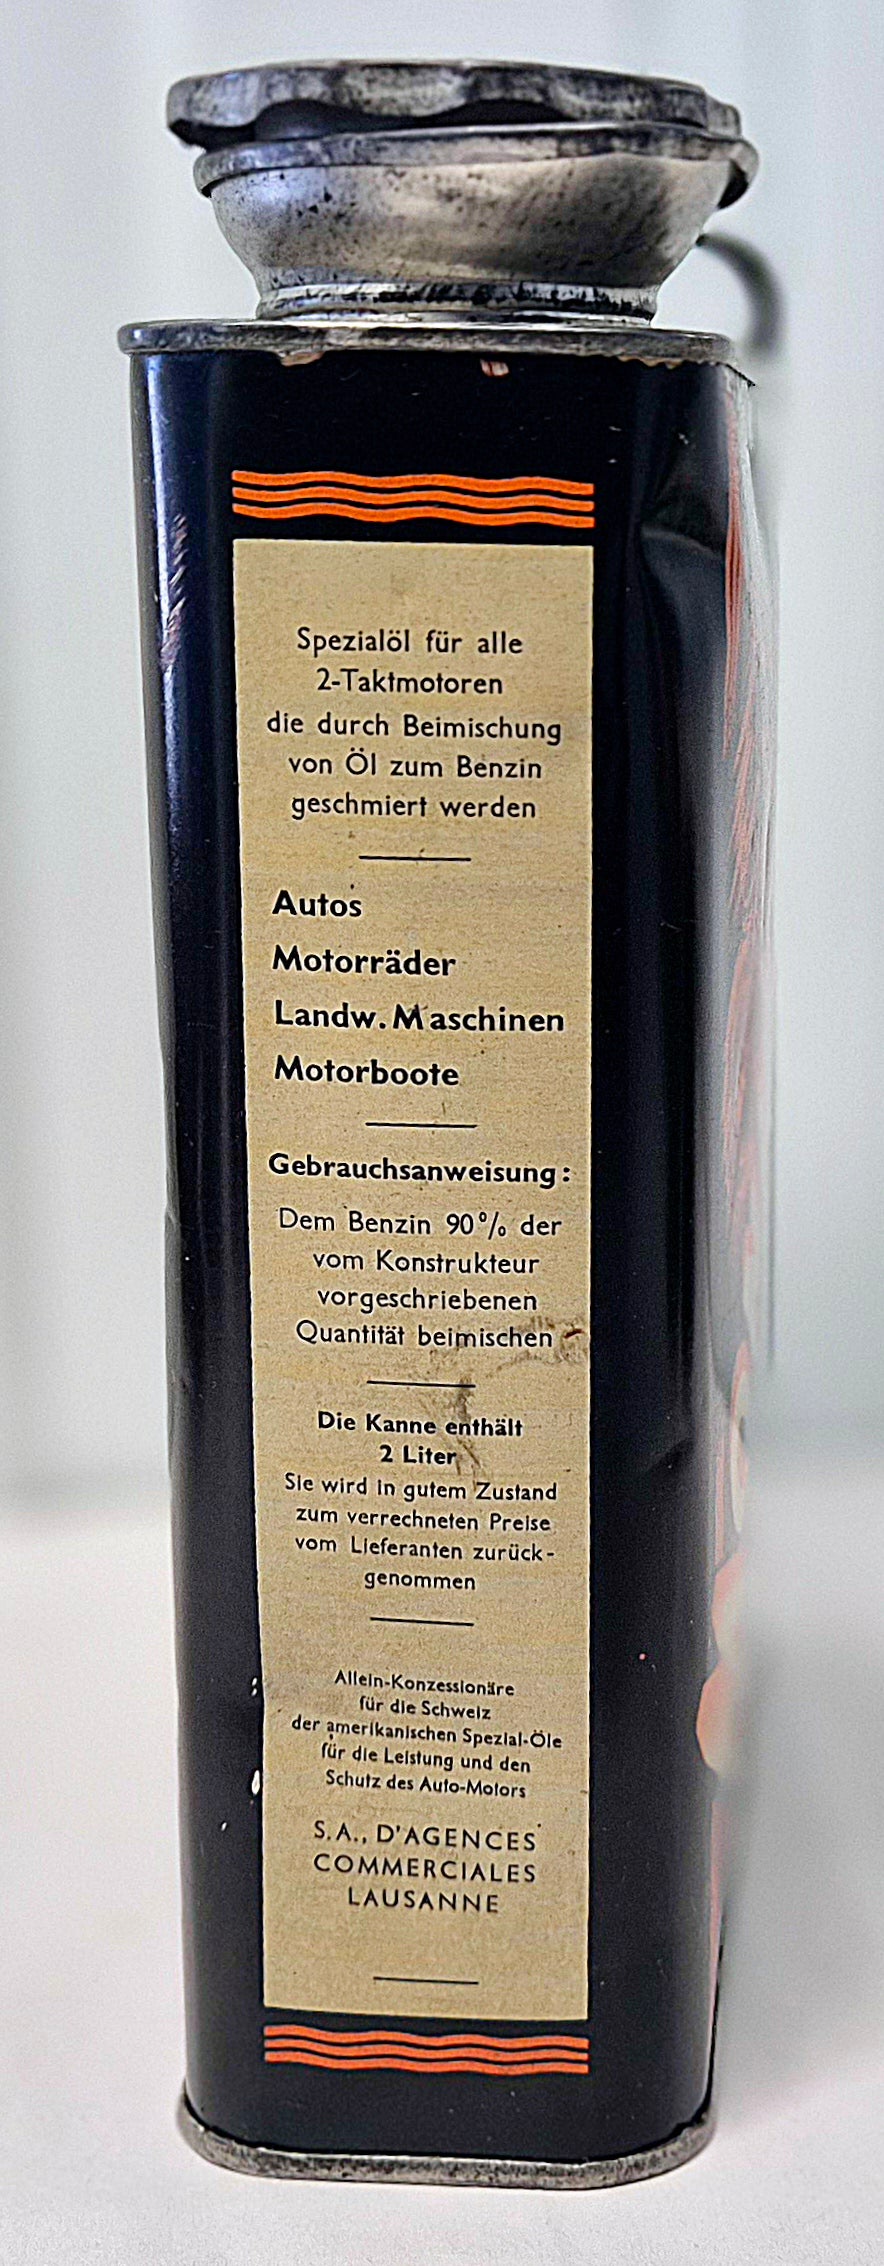 Spezialöl für alle
2-Taktmotoren
die durch Beimischung
von Öl zum Benzin
geschmiert werden
Autos
Motorräder
Landw. Maschinen
Motorboote
Gebrauchsanweisung:
Dem Benzin 90% der
vom Konstrukteur
vorgeschriebenen
Quantität beimischen
Die Kanne enthält
2 Liter
Sie wird in gutem Zustand
zum verrechneten Preise
vom Lieferanten zurück-
genommen
Allein-Konzessionäre
für die Schweiz
der amerikanischen Spezial-Öle
für die Leistung und den
Schutz des Auto-Motors
S.A., D'AGENCES
COMMERCIALES
LAUSANNE